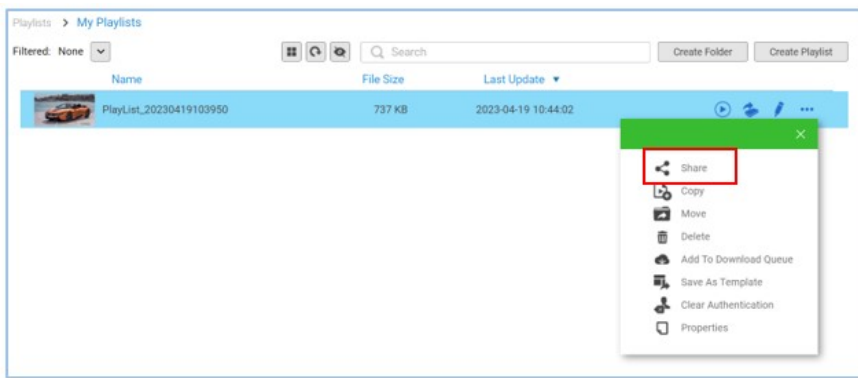 Playlists > My Playlists
Filtered: None Search Create Folder Create Playlist
Name File Size Last Update ▼
PlayList_20230419103950 737 KB 2023-04-19 10:44:02
Share
Copy
Move
Delete
Add To Download Queue
Save As Template
Clear Authentication
Properties